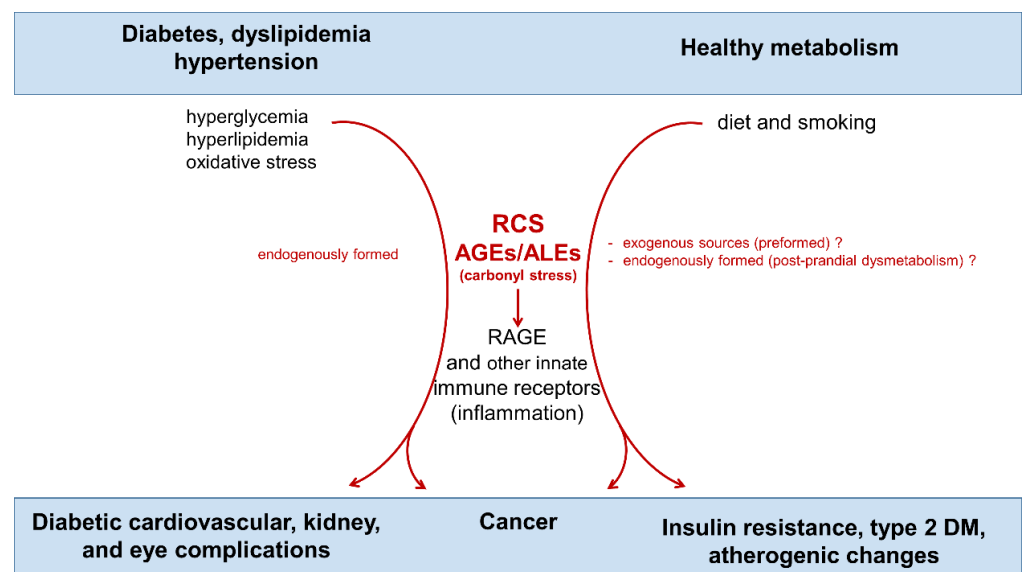 Diabetes, dyslipidemia
hypertension
Healthy metabolism
hyperglycemia
hyperlipidemia
oxidative stress
diet and smoking
endogenously formed
RCS
AGEs/ALEs
(carbonyl stress)
- exogenous sources (preformed) ?
- endogenously formed (post-prandial dysmetabolism) ?
RAGE
and other innate
immune receptors
(inflammation)
Diabetic cardiovascular, kidney,
and eye complications
Cancer
Insulin resistance, type 2 DM,
atherogenic changes